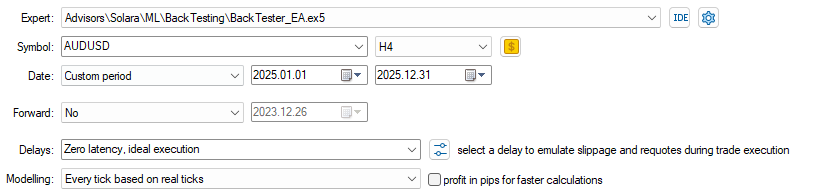 Expert: Advisors\Solara\ML\BackTesting\BackTester_EA.ex5 IDE
Symbol: AUDUSD H4 $
Date: Custom period 2025.01.01 2025.12.31
Forward: No 2023.12.26
Delays: Zero latency, ideal execution select a delay to emulate slippage and requotes during trade execution
Modelling: Every tick based on real ticks profit in pips for faster calculations